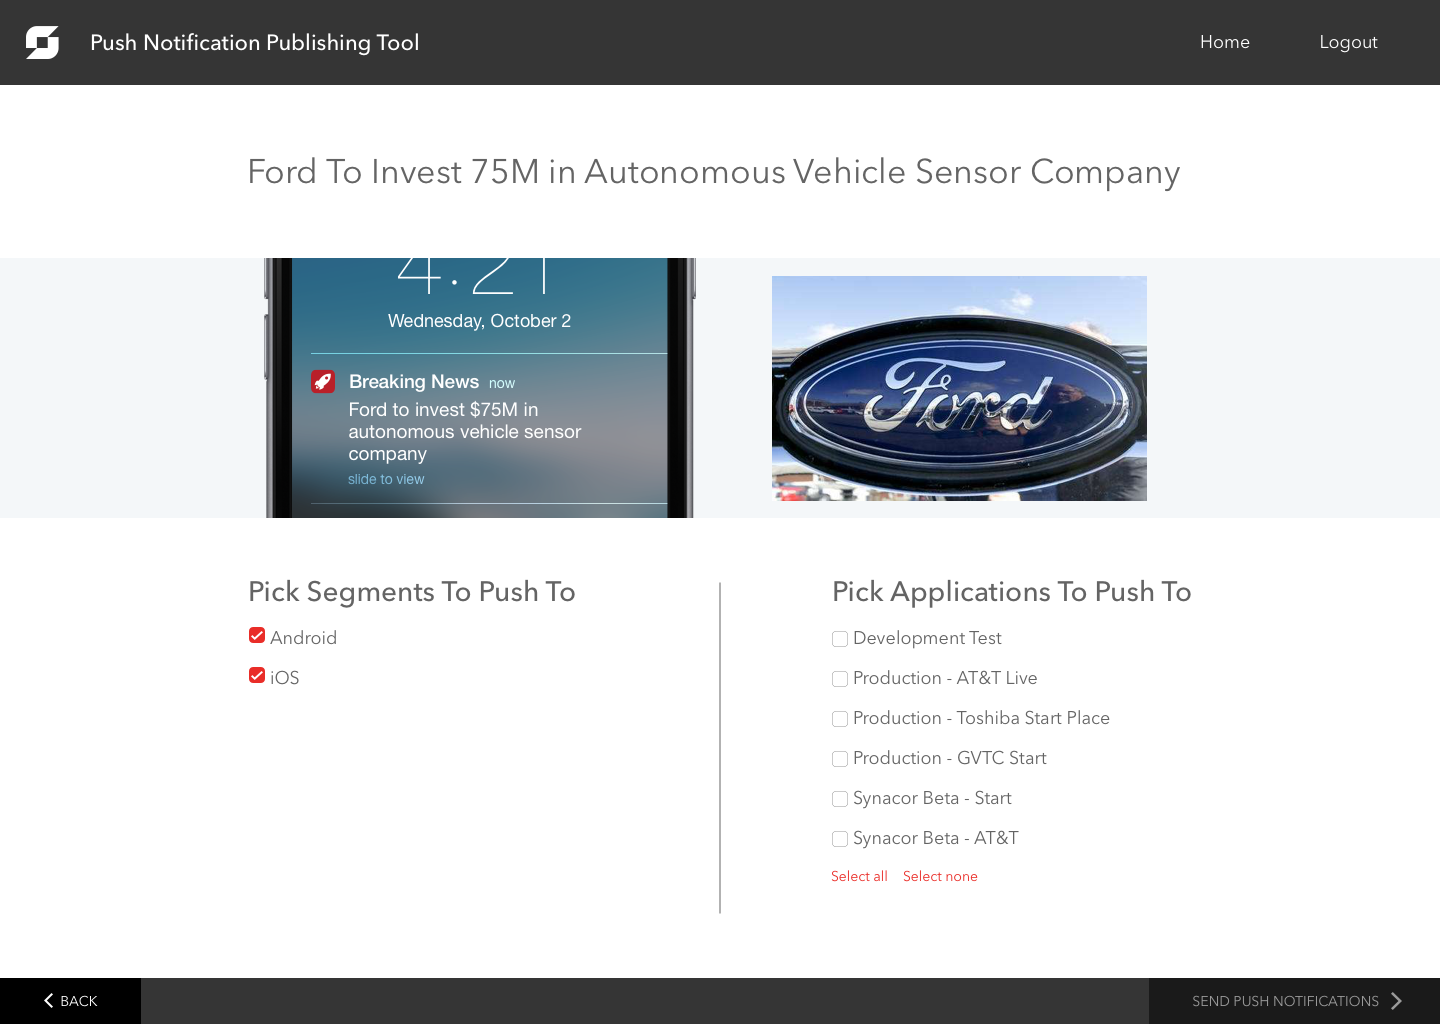 Push Notification Publishing Tool
Home
Logout
Ford To Invest 75M in Autonomous Vehicle Sensor Company
4:21
Wednesday, October 2
Breaking News now
Ford to invest $75M in
autonomous vehicle sensor
company
slide to view
Ford
Pick Segments To Push To
Android
iOS
Pick Applications To Push To
Development Test
Production - AT&T Live
Production - Toshiba Start Place
Production - GVTC Start
Synacor Beta - Start
Synacor Beta - AT&T
Select all Select none
BACK
SEND PUSH NOTIFICATIONS